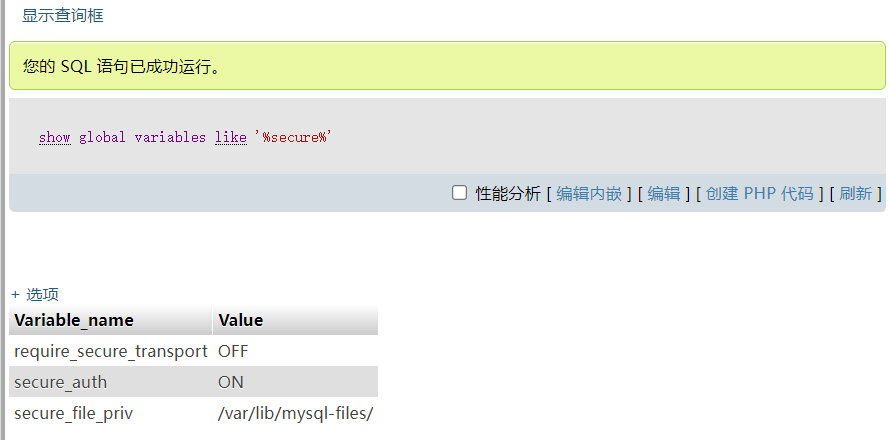 显示查询框
您的 SQL 语句已成功运行。
show global variables like '%secure%'
性能分析 [ 编辑内嵌 ] [ 编辑 ] [ 创建 PHP 代码 ] [ 刷新 ]
+ 选项
Variable_name Value
require_secure_transport OFF
secure_auth ON
secure_file_priv /var/lib/mysql-files/